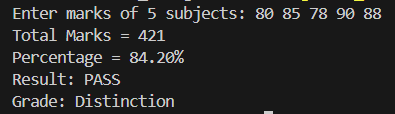 Enter marks of 5 subjects: 80 85 78 90 88
Total Marks = 421
Percentage = 84.20%
Result: PASS
Grade: Distinction